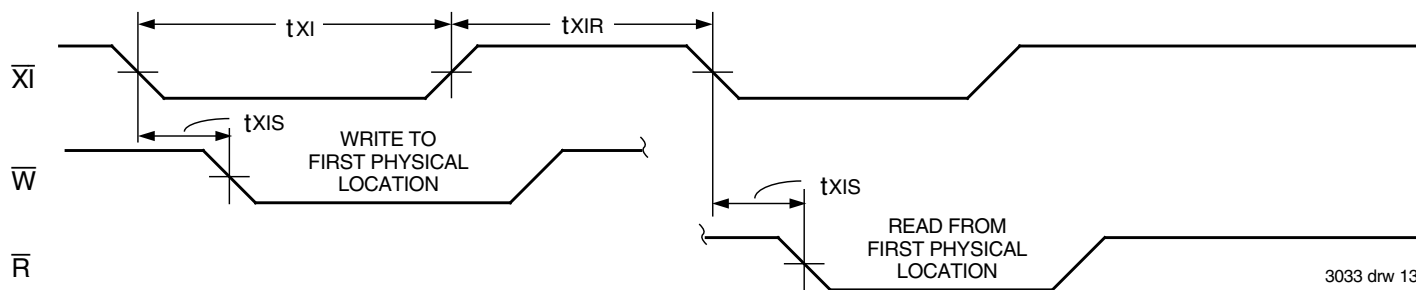 tXI
tXIR
XI
tXIS
WRITE TO
FIRST PHYSICAL
LOCATION
W
tXIS
READ FROM
FIRST PHYSICAL
LOCATION
R
3033 drw 13